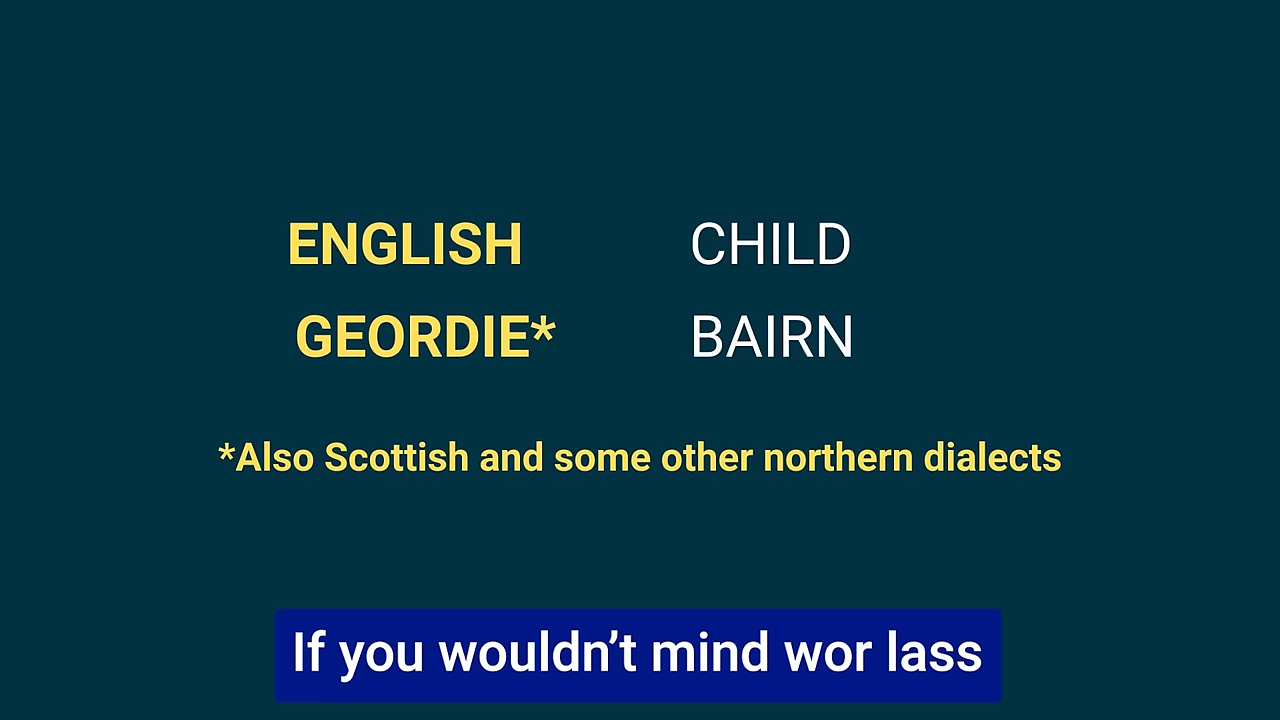 ENGLISH CHILD
GEORDIE* BAIRN
*Also Scottish and some other northern dialects
If you wouldn’t mind wor lass